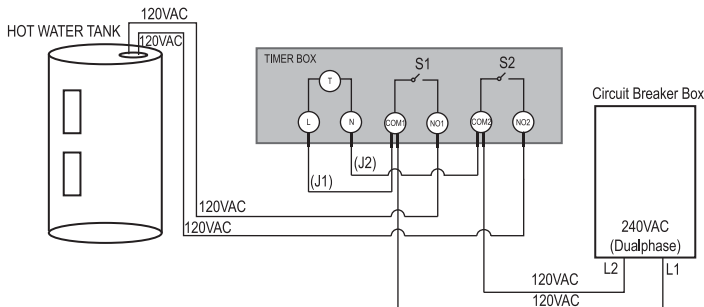 120VAC
HOT WATER TANK
120VAC
TIMER BOX
S1
S2
T
Circuit Breaker Box
L
N
COM1
NO1
COM2
NO2
(J1)
(J2)
120VAC
120VAC
240VAC
(Dualphase)
L2
L1
120VAC
120VAC